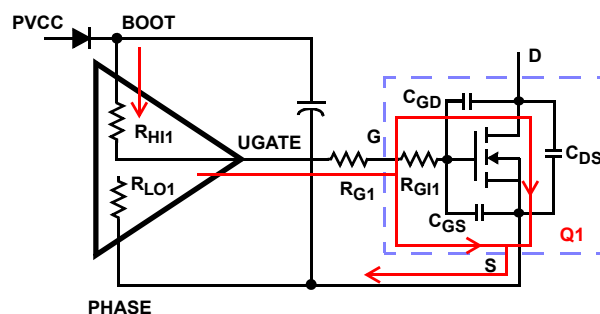 PVCC
BOOT
D
CGD
RHI1
UGATE
G
CDS
RLO1
RG1
RGI1
CGS
Q1
S
PHASE